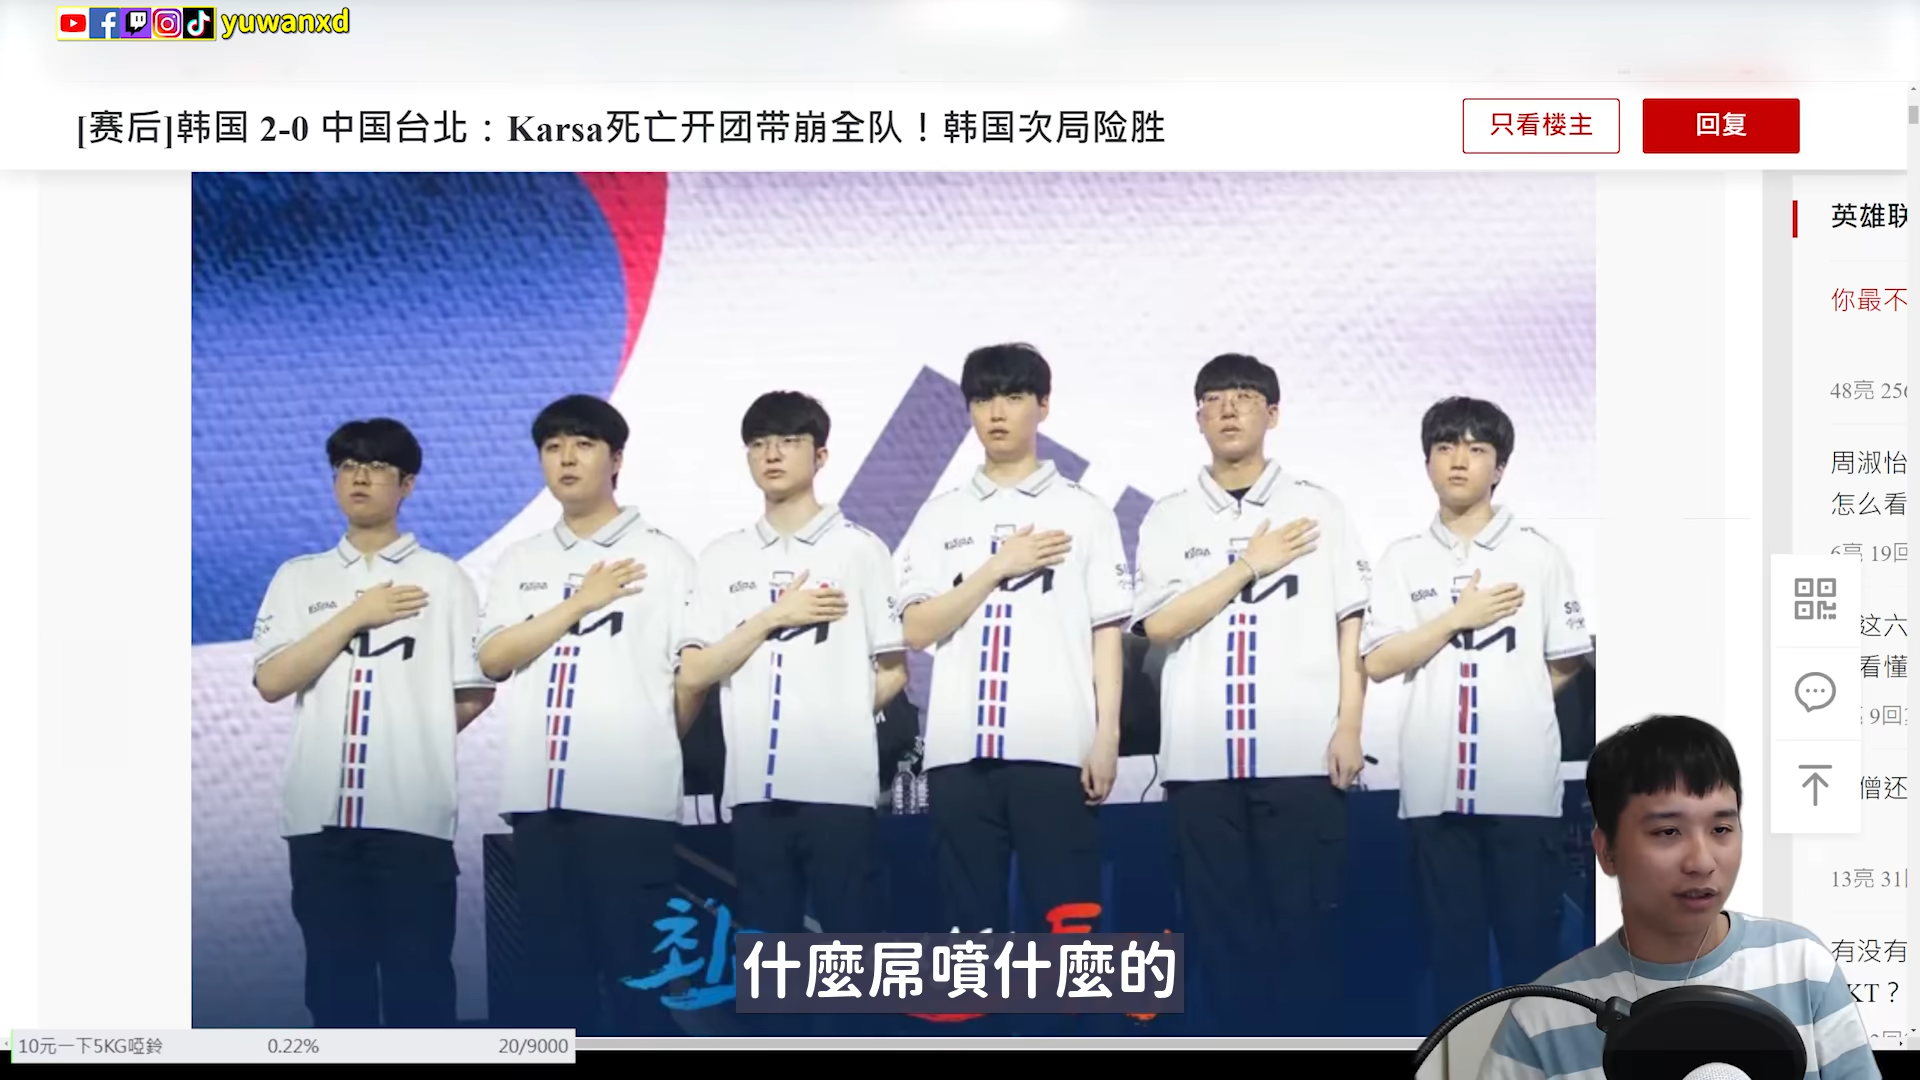 yuwanxd
[赛后]韩国 2-0 中国台北：Karsa死亡开团带崩全队！韩国次局险胜
只看楼主
回复
英雄联
你最不
48亮 256
周淑怡
怎么看
6亮 19回
这六
看懂
9回
僧还
13亮 31
有没有
KT？
최
什麼屌噴什麼的
10元一下5KG啞鈴
0.22%
20/9000